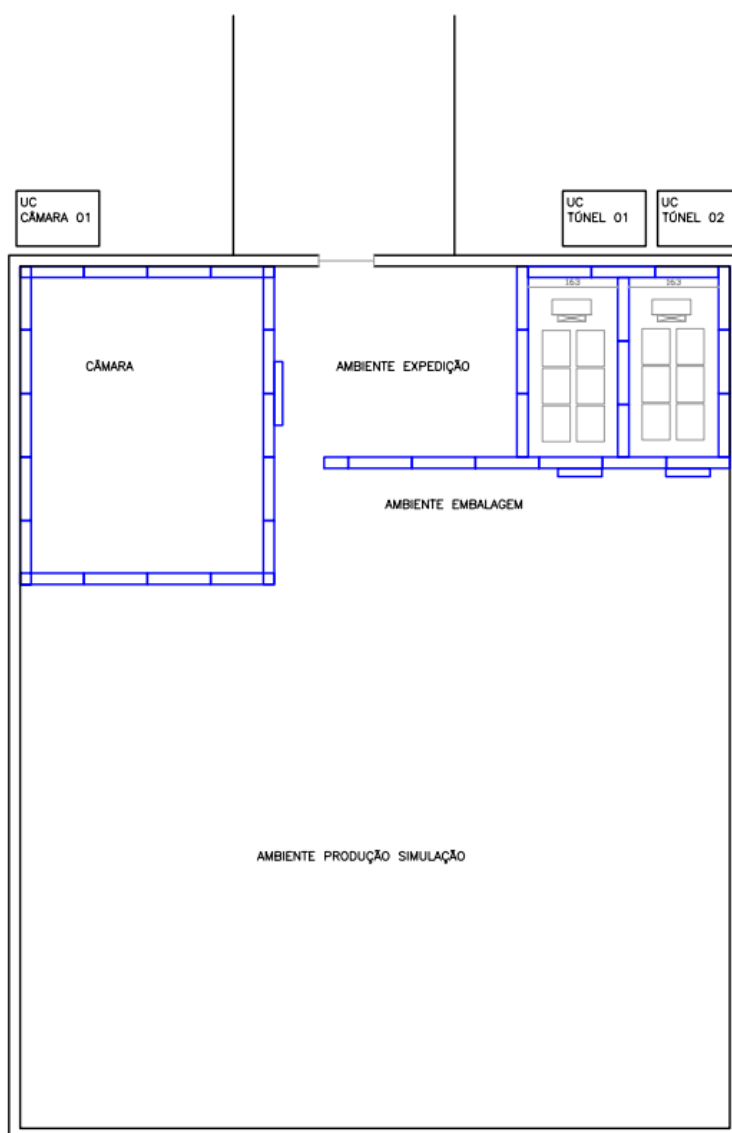 UC
CÂMARA 01
UC
TÚNEL 01
UC
TÚNEL 02
163
163
CÂMARA
AMBIENTE EXPEDIÇÃO
AMBIENTE EMBALAGEM
AMBIENTE PRODUÇÃO SIMULAÇÃO